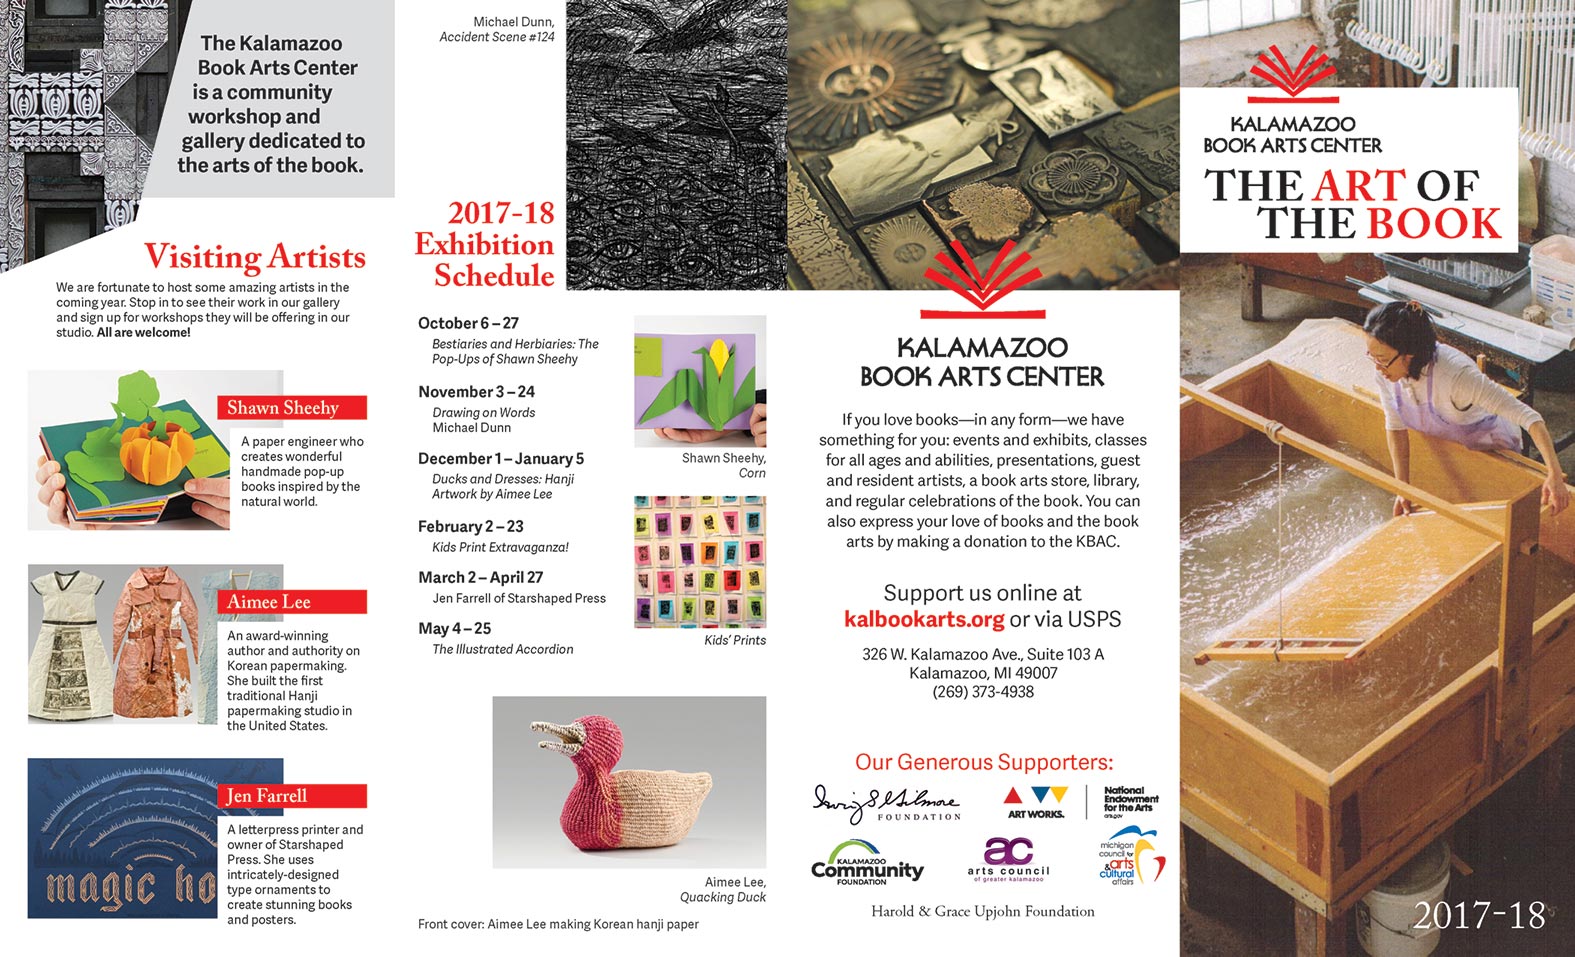 The Kalamazoo
Book Arts Center
is a community
workshop and
gallery dedicated to
the arts of the book.
Visiting Artists
We are fortunate to host some amazing artists in the
coming year. Stop in to see their work in our gallery
and sign up for workshops they will be offering in our
studio. All are welcome!
Shawn Sheehy
A paper engineer who
creates wonderful
handmade pop-up
books inspired by the
natural world.
Aimee Lee
An award-winning
author and authority on
Korean papermaking.
She built the first
traditional Hanji
papermaking studio in
the United States.
Jen Farrell
A letterpress printer and
owner of Starshaped
Press. She uses
intricately-designed
type ornaments to
create stunning books
and posters.
magic ho
Michael Dunn,
Accident Scene #124
2017-18
Exhibition
Schedule
October 6 – 27
Bestiaries and Herbiaries: The
Pop-Ups of Shawn Sheehy
November 3 – 24
Drawing on Words
Michael Dunn
December 1 – January 5
Ducks and Dresses: Hanji
Artwork by Aimee Lee
February 2 – 23
Kids Print Extravaganza!
March 2 – April 27
Jen Farrell of Starshaped Press
May 4 – 25
The Illustrated Accordion
Shawn Sheehy,
Corn
Kids' Prints
Aimee Lee,
Quacking Duck
Front cover: Aimee Lee making Korean hanji paper
KALAMAZOO
BOOK ARTS CENTER
If you love books—in any form—we have
something for you: events and exhibits, classes
for all ages and abilities, presentations, guest
and resident artists, a book arts store, library,
and regular celebrations of the book. You can
also express your love of books and the book
arts by making a donation to the KBAC.
Support us online at
kalbookarts.org or via USPS
326 W. Kalamazoo Ave., Suite 103 A
Kalamazoo, MI 49007
(269) 373-4938
Our Generous Supporters:
Irving S Gilmore
FOUNDATION
ART WORKS.
National
Endowment
for the Arts
arts.gov
KALAMAZOO
Community
FOUNDATION
ac
arts council
of greater kalamazoo
michigan
council for
arts
& cultural
affairs
Harold & Grace Upjohn Foundation
KALAMAZOO
BOOK ARTS CENTER
THE ART OF
THE BOOK
2017-18